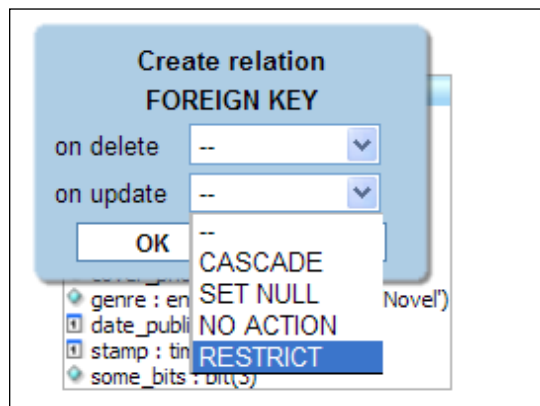 Create relation
FOREIGN KEY
on delete --
on update --
OK
--
CASCADE
SET NULL
NO ACTION
RESTRICT
genre : en Novel')
date_publi
stamp : tim
some_bits : bit(3)